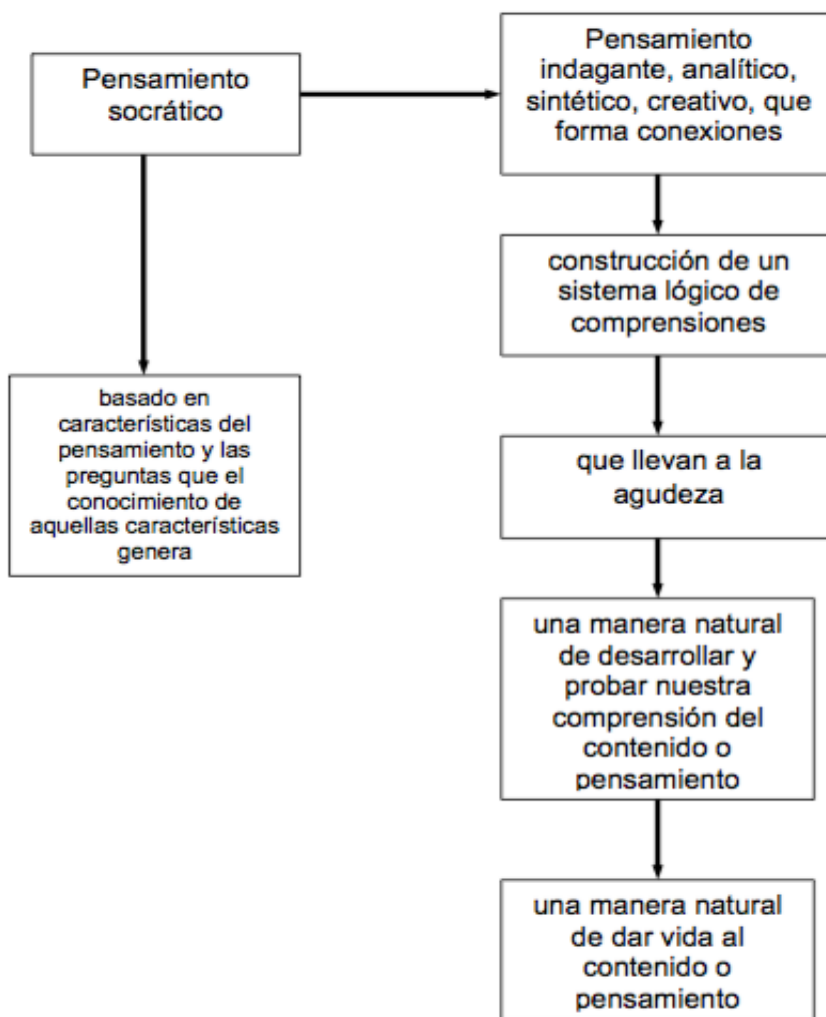 Pensamiento
socrático
Pensamiento
indagante, analítico,
sintético, creativo, que
forma conexiones
construcción de un
sistema lógico de
comprensiones
basado en
características del
pensamiento y las
preguntas que el
conocimiento de
aquellas características
genera
que llevan a la
agudeza
una manera natural
de desarrollar y
probar nuestra
comprensión del
contenido o
pensamiento
una manera natural
de dar vida al
contenido o
pensamiento